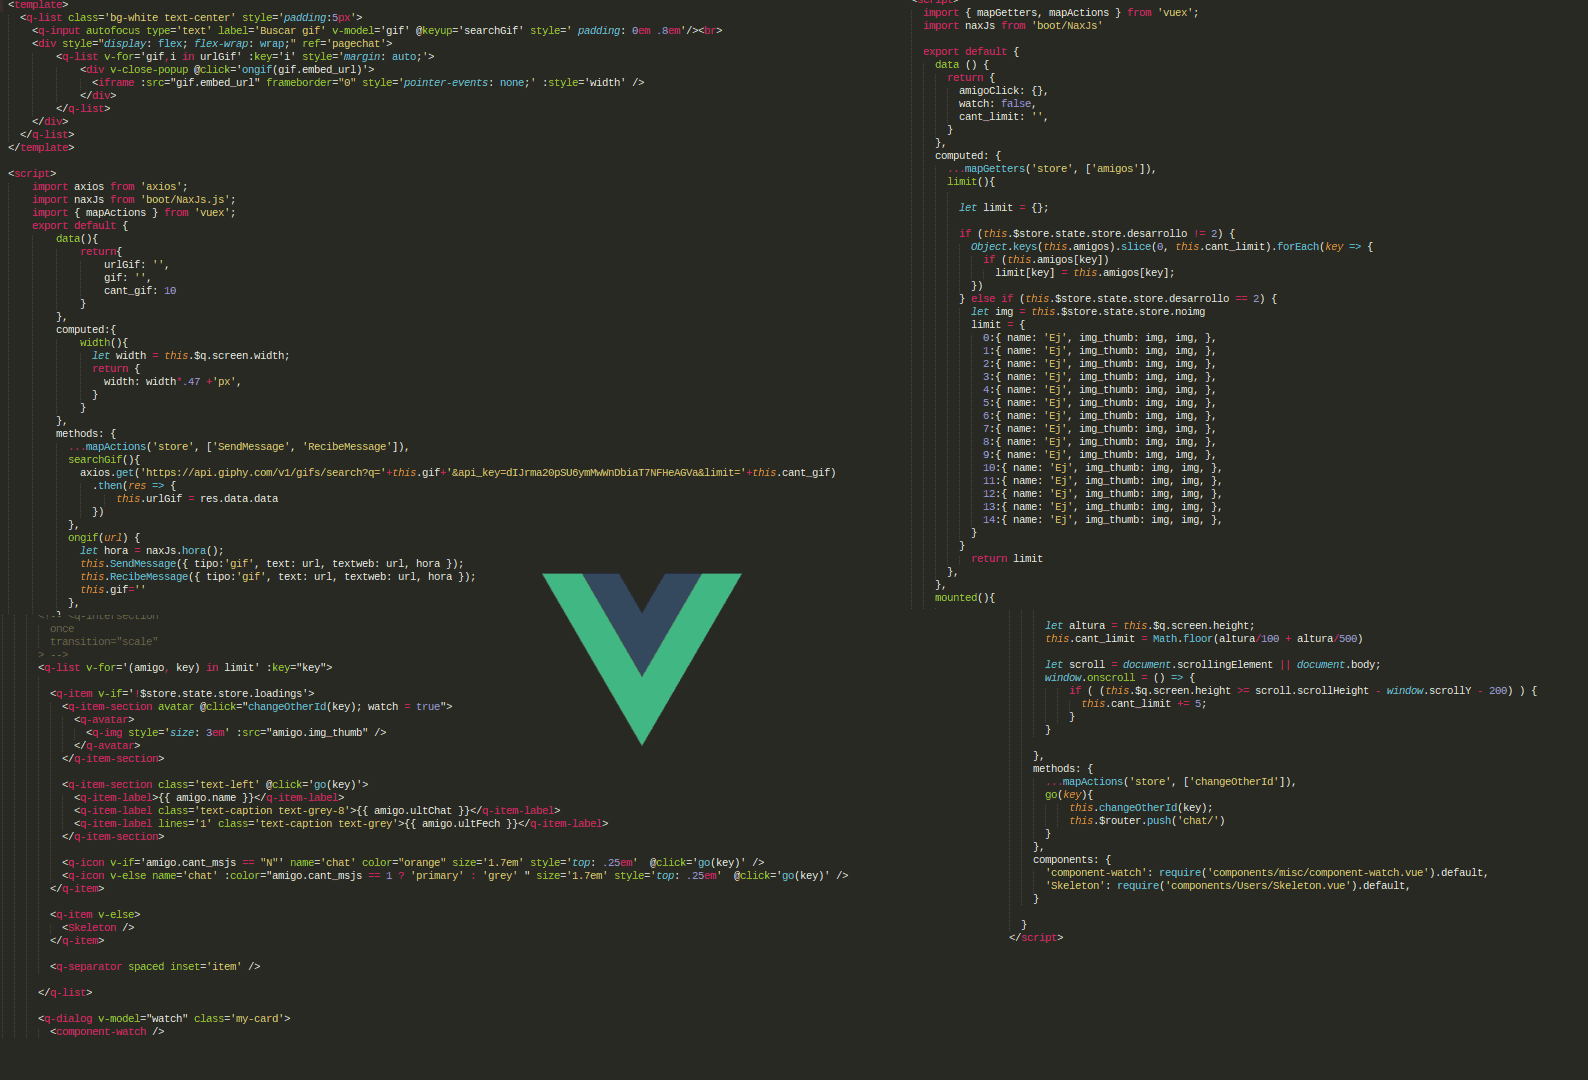 <template>
<q-list class='bg-white text-center' style='padding:5px'>
<q-input autofocus type='text' label='Buscar gif' v-model='gif' @keyup='searchGif' style=' padding: 0em .8em'/><br>
<div style="display: flex; flex-wrap: wrap;" ref='pagechat'>
<q-list v-for='gif,i in urlGif' :key='i' style='margin: auto;'>
<div v-close-popup @click='ongif(gif.embed_url)'>
<iframe :src="gif.embed_url" frameborder="0" style='pointer-events: none;' :style='width' />
</div>
</q-list>
</div>
</q-list>
</template>
<script>
import axios from 'axios';
import naxJs from 'boot/NaxJs.js';
import { mapActions } from 'vuex';
export default {
data(){
return{
urlGif: '',
gif: '',
cant_gif: 10
}
},
computed:{
width(){
let width = this.$q.screen.width;
return {
width: width*.47 +'px',
}
}
},
methods: {
...mapActions('store', ['SendMessage', 'RecibeMessage']),
searchGif(){
axios.get('https://api.giphy.com/v1/gifs/search?q='+this.gif+'&api_key=dIJrma20pSU6ymMwWnDbiaT7NFHeAGVa&limit='+this.cant_gif)
.then(res => {
this.urlGif = res.data.data
})
},
ongif(url) {
let hora = naxJs.hora();
this.SendMessage({ tipo:'gif', text: url, textweb: url, hora });
this.RecibeMessage({ tipo:'gif', text: url, textweb: url, hora });
this.gif=''
},
}
<!-- <q-intersection
once
transition="scale"
> -->
<q-list v-for='(amigo, key) in limit' :key="key">
<q-item v-if='!$store.state.store.loadings'>
<q-item-section avatar @click="changeOtherId(key); watch = true">
<q-avatar>
<q-img style='size: 3em' :src="amigo.img_thumb" />
</q-avatar>
</q-item-section>
<q-item-section class='text-left' @click='go(key)'>
<q-item-label>{{ amigo.name }}</q-item-label>
<q-item-label class='text-caption text-grey-8'>{{ amigo.ultChat }}</q-item-label>
<q-item-label lines='1' class='text-caption text-grey'>{{ amigo.ultFech }}</q-item-label>
</q-item-section>
<q-icon v-if='amigo.cant_msjs == "N"' name='chat' color="orange" size='1.7em' style='top: .25em'  @click='go(key)' />
<q-icon v-else name='chat' :color="amigo.cant_msjs == 1 ? 'primary' : 'grey' " size='1.7em' style='top: .25em'  @click='go(key)' />
</q-item>
<q-item v-else>
<Skeleton />
</q-item>
<q-separator spaced inset='item' />
</q-list>
<q-dialog v-model="watch" class='my-card'>
<component-watch />
<script>
import { mapGetters, mapActions } from 'vuex';
import naxJs from 'boot/NaxJs'
export default {
data () {
return {
amigoClick: {},
watch: false,
cant_limit: '',
}
},
computed: {
...mapGetters('store', ['amigos']),
limit(){
let limit = {};
if (this.$store.state.store.desarrollo != 2) {
Object.keys(this.amigos).slice(0, this.cant_limit).forEach(key => {
if (this.amigos[key])
limit[key] = this.amigos[key];
})
} else if (this.$store.state.store.desarrollo == 2) {
let img = this.$store.state.store.noimg
limit = {
0:{ name: 'Ej', img_thumb: img, img, },
1:{ name: 'Ej', img_thumb: img, img, },
2:{ name: 'Ej', img_thumb: img, img, },
3:{ name: 'Ej', img_thumb: img, img, },
4:{ name: 'Ej', img_thumb: img, img, },
5:{ name: 'Ej', img_thumb: img, img, },
6:{ name: 'Ej', img_thumb: img, img, },
7:{ name: 'Ej', img_thumb: img, img, },
8:{ name: 'Ej', img_thumb: img, img, },
9:{ name: 'Ej', img_thumb: img, img, },
10:{ name: 'Ej', img_thumb: img, img, },
11:{ name: 'Ej', img_thumb: img, img, },
12:{ name: 'Ej', img_thumb: img, img, },
13:{ name: 'Ej', img_thumb: img, img, },
14:{ name: 'Ej', img_thumb: img, img, },
}
}
return limit
},
},
mounted(){
let altura = this.$q.screen.height;
this.cant_limit = Math.floor(altura/100 + altura/500)
let scroll = document.scrollingElement || document.body;
window.onscroll = () => {
if ( (this.$q.screen.height >= scroll.scrollHeight - window.scrollY - 200) ) {
this.cant_limit += 5;
}
}
},
methods: {
...mapActions('store', ['changeOtherId']),
go(key){
this.changeOtherId(key);
this.$router.push('chat/')
}
},
components: {
'component-watch': require('components/misc/component-watch.vue').default,
'Skeleton': require('components/Users/Skeleton.vue').default,
}
}
</script>